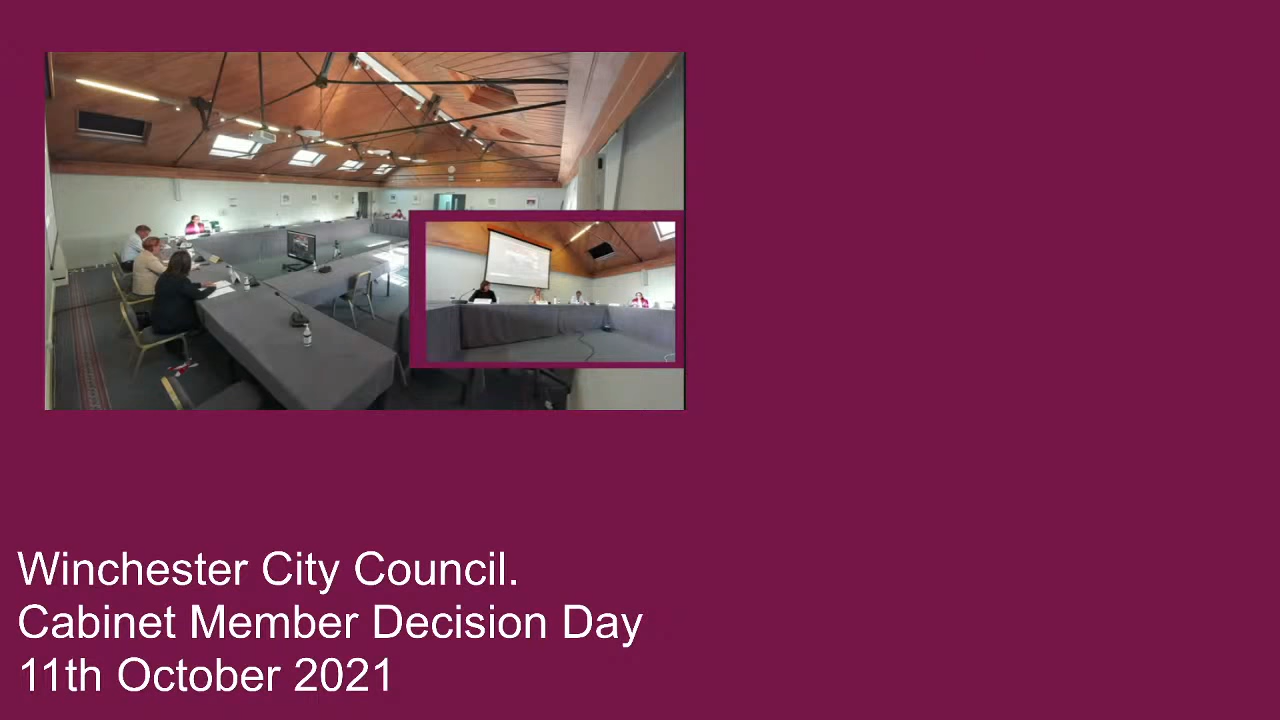 Winchester City Council.
Cabinet Member Decision Day
11th October 2021